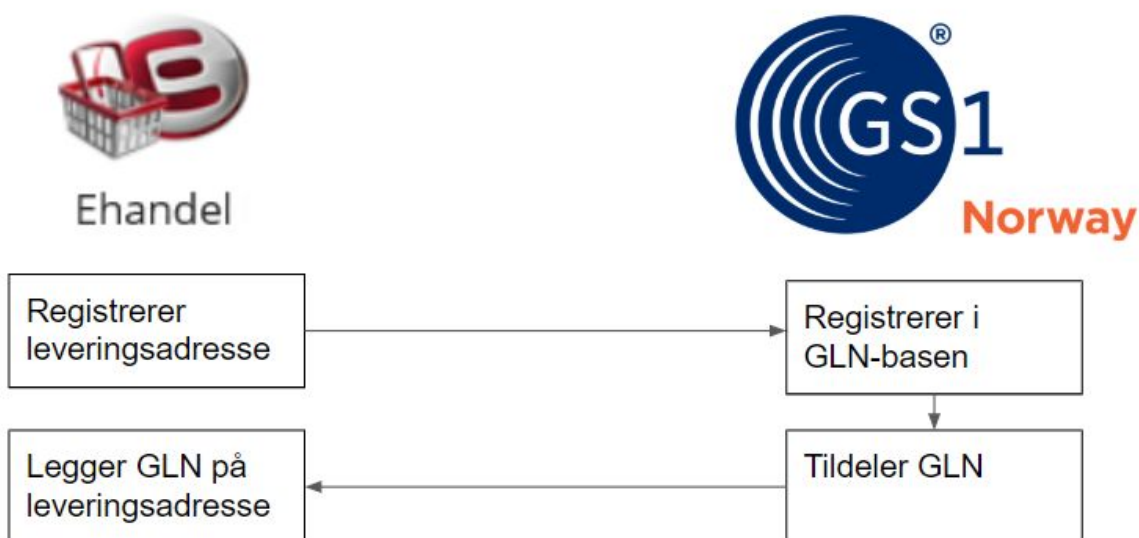 Ehandel
®
GS1
Norway
Registrerer
leveringsadresse
Registrerer i
GLN-basen
Legger GLN på
leveringsadresse
Tildeler GLN